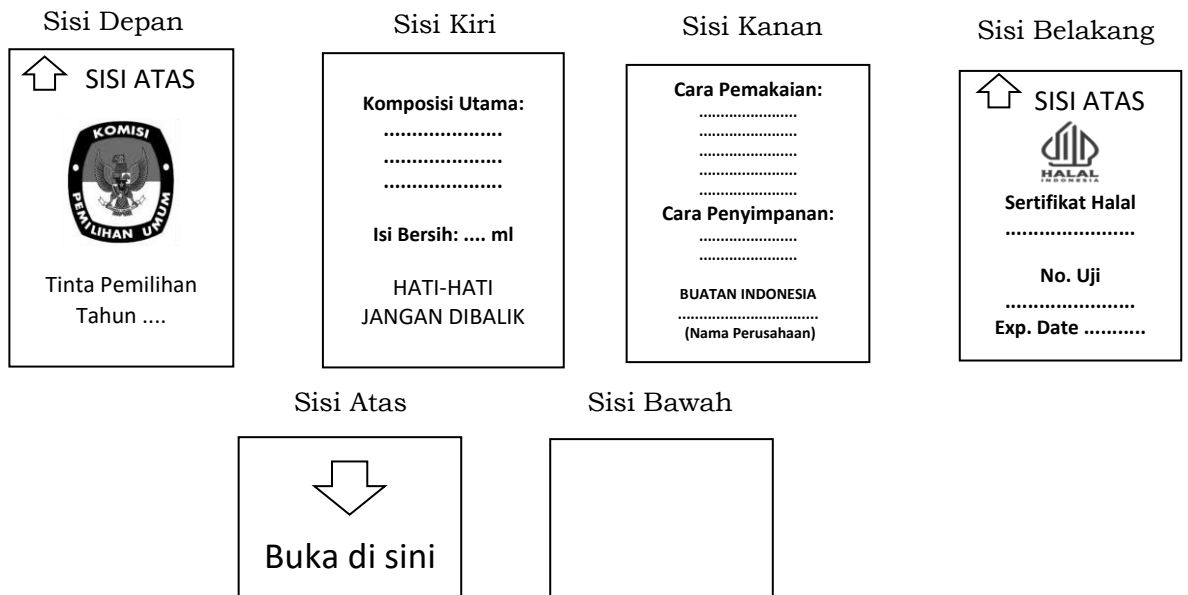 Sisi Depan
SISI ATAS
KOMISI
PEMILIHAN UMUM
Tinta Pemilihan
Tahun ....
Sisi Kiri
Komposisi Utama:
.....................
.....................
.....................
Isi Bersih: .... ml
HATI-HATI
JANGAN DIBALIK
Sisi Kanan
Cara Pemakaian:
.......................
.......................
.......................
.......................
.......................
Cara Penyimpanan:
.......................
.......................
BUATAN INDONESIA
.................................
(Nama Perusahaan)
Sisi Belakang
SISI ATAS
HALAL
INDONESIA
Sertifikat Halal
.......................
No. Uji
.......................
Exp. Date ...........
Sisi Atas
Buka di sini
Sisi Bawah